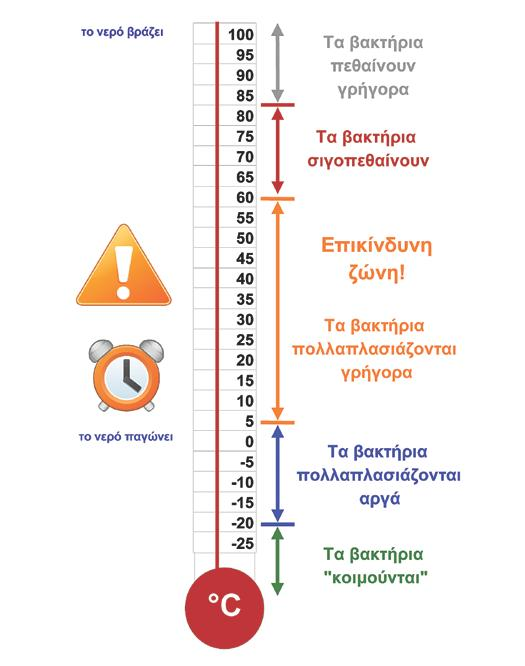 το νερό βράζει
100
95
90
85
80
75
70
65
60
55
50
45
40
35
30
25
20
15
10
5
0
-5
-10
-15
-20
-25
°C
το νερό παγώνει
Τα βακτήρια
πεθαίνουν
γρήγορα
Τα βακτήρια
σιγοπεθαίνουν
Επικίνδυνη
ζώνη!
Τα βακτήρια
πολλαπλασιάζονται
γρήγορα
Τα βακτήρια
πολλαπλασιάζονται
αργά
Τα βακτήρια
"κοιμούνται"